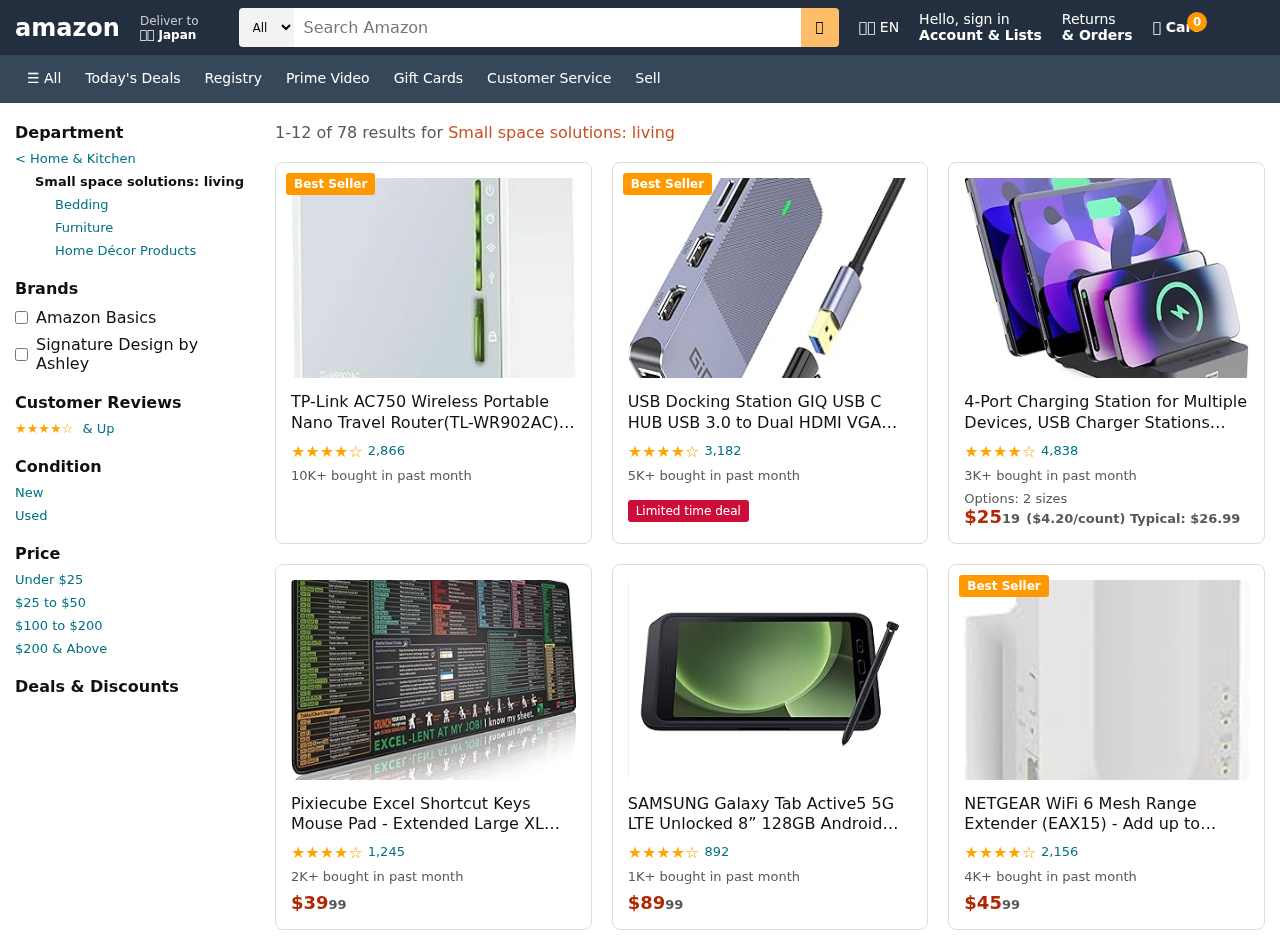 amazon
Deliver to
Japan
All
Search Amazon
EN
Hello, sign in
Account & Lists
Returns
& Orders
0
☰ All
Today's Deals
Registry
Prime Video
Gift Cards
Customer Service
Sell
Department
< Home & Kitchen
Small space solutions: living
Bedding
Furniture
Home Décor Products
Brands
Amazon Basics
Signature Design by
Ashley
Customer Reviews
★★★★☆ & Up
Condition
New
Used
Price
Under $25
$25 to $50
$100 to $200
$200 & Above
Deals & Discounts
1-12 of 78 results for Small space solutions: living
Best Seller
TP-Link AC750 Wireless Portable
Nano Travel Router(TL-WR902AC)…
★★★★☆ 2,866
10K+ bought in past month
Best Seller
USB Docking Station GIQ USB C
HUB USB 3.0 to Dual HDMI VGA…
★★★★☆ 3,182
5K+ bought in past month
Limited time deal
4-Port Charging Station for Multiple
Devices, USB Charger Stations…
★★★★☆ 4,838
3K+ bought in past month
Options: 2 sizes
$25 19 ($4.20/count) Typical: $26.99
CRUNCH
EXCEL-LENT AT MY JOB! I know my sheet.
Pixiecube Excel Shortcut Keys
Mouse Pad - Extended Large XL…
★★★★☆ 1,245
2K+ bought in past month
$39 99
SAMSUNG Galaxy Tab Active5 5G
LTE Unlocked 8” 128GB Android…
★★★★☆ 892
1K+ bought in past month
$89 99
Best Seller
NETGEAR WiFi 6 Mesh Range
Extender (EAX15) - Add up to…
★★★★☆ 2,156
4K+ bought in past month
$45 99